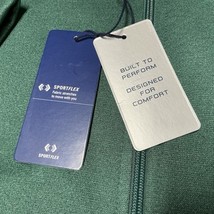 SPORTFLEX
Fabric stretches
to move with you
SPORTFLEX
BUILT TO
PERFORM
DESIGNED
FOR
COMFORT